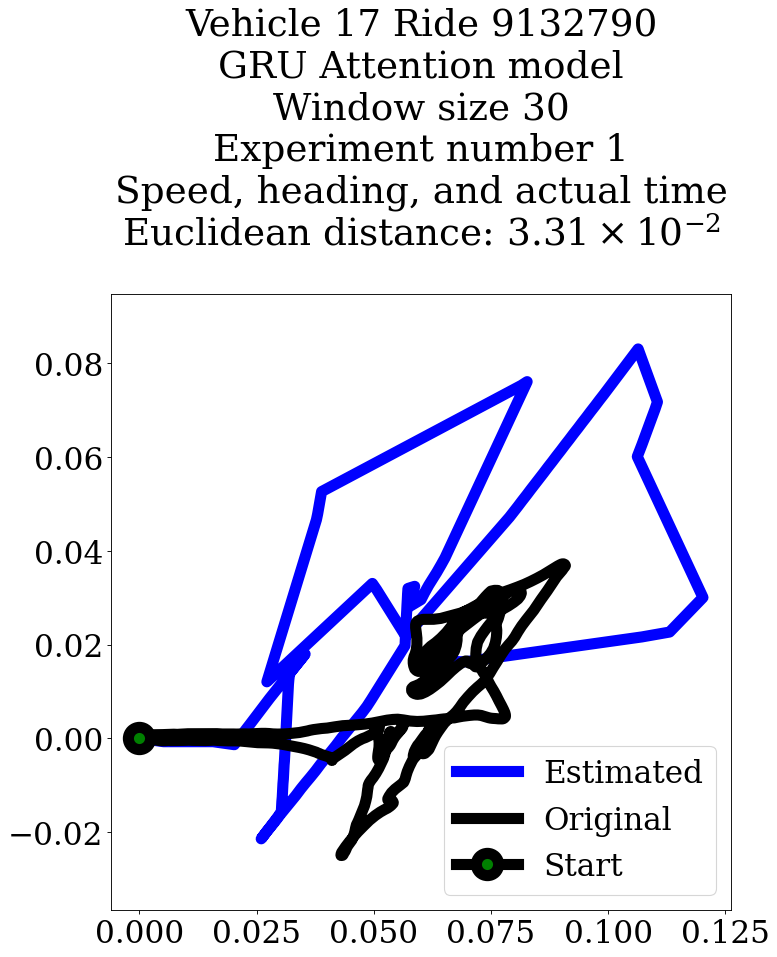 Vehicle 17 Ride 9132790
GRU Attention model
Window size 30
Experiment number 1
Speed, heading, and actual time
Euclidean distance: 3.31 × 10⁻²
0.08
0.06
0.04
0.02
0.00
−0.02
Estimated
Original
Start
0.000 0.025 0.050 0.075 0.100 0.125